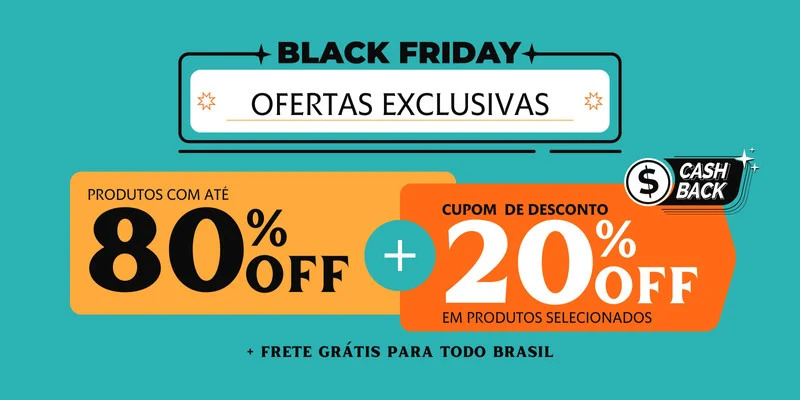 BLACK FRIDAY
OFERTAS EXCLUSIVAS
PRODUTOS COM ATÉ
80% OFF
+
CUPOM DE DESCONTO
20% OFF
EM PRODUTOS SELECIONADOS
$ CASH
BACK
+ FRETE GRÁTIS PARA TODO BRASIL